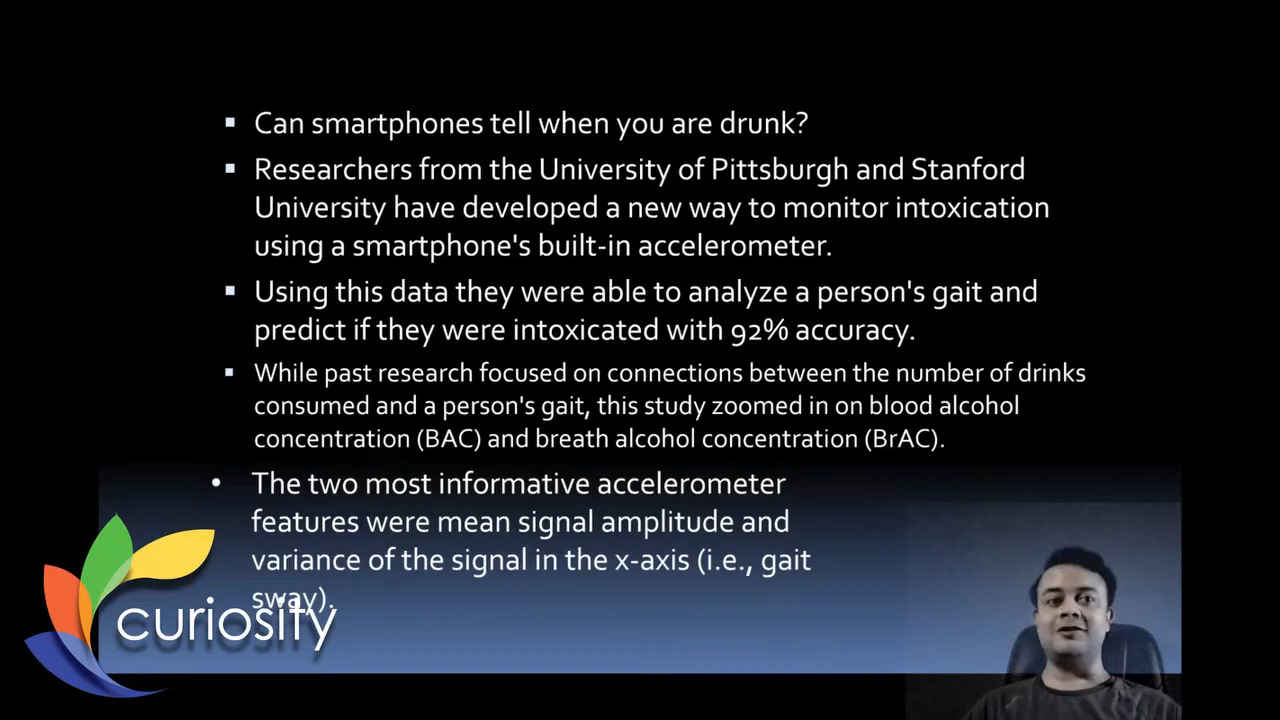 Can smartphones tell when you are drunk?
Researchers from the University of Pittsburgh and Stanford
University have developed a new way to monitor intoxication
using a smartphone's built-in accelerometer.
Using this data they were able to analyze a person's gait and
predict if they were intoxicated with 92% accuracy.
While past research focused on connections between the number of drinks
consumed and a person's gait, this study zoomed in on blood alcohol
concentration (BAC) and breath alcohol concentration (BrAC).
The two most informative accelerometer
features were mean signal amplitude and
variance of the signal in the x-axis (i.e., gait
sway).
curiosity